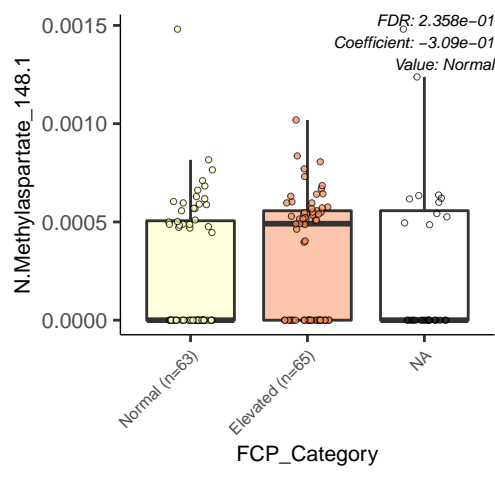 FDR: 2.358e−01
Coefficient: −3.09e−01
Value: Normal
N.Methylaspartate_148.1
0.0015
0.0010
0.0005
0.0000
Normal (n=63)
Elevated (n=65)
NA
FCP_Category